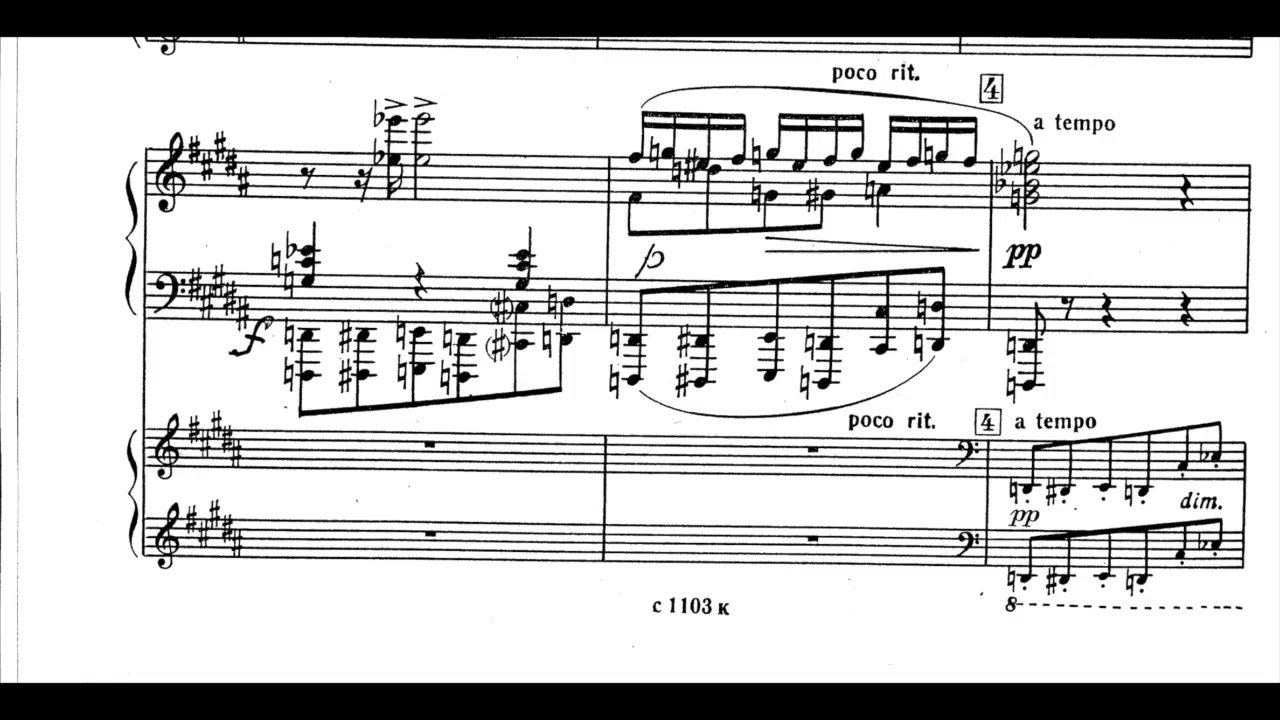 poco rit.
4
a tempo
f
p
pp
poco rit.
4
a tempo
pp
dim.
8
с 1103 к